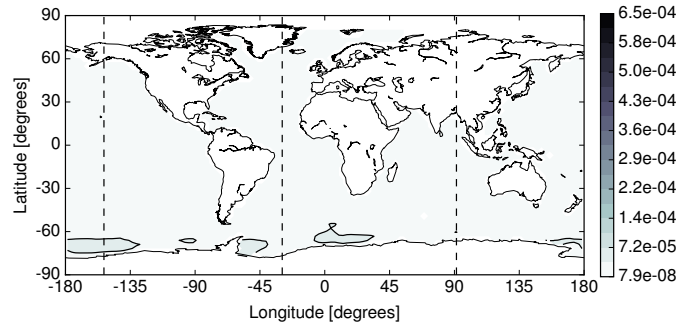 90
60
30
0
-30
-60
-90
Latitude [degrees]
-180 -135 -90 -45 0 45 90 135 180
Longitude [degrees]
6.5e-04
5.8e-04
5.0e-04
4.3e-04
3.6e-04
2.9e-04
2.2e-04
1.4e-04
7.2e-05
7.9e-08